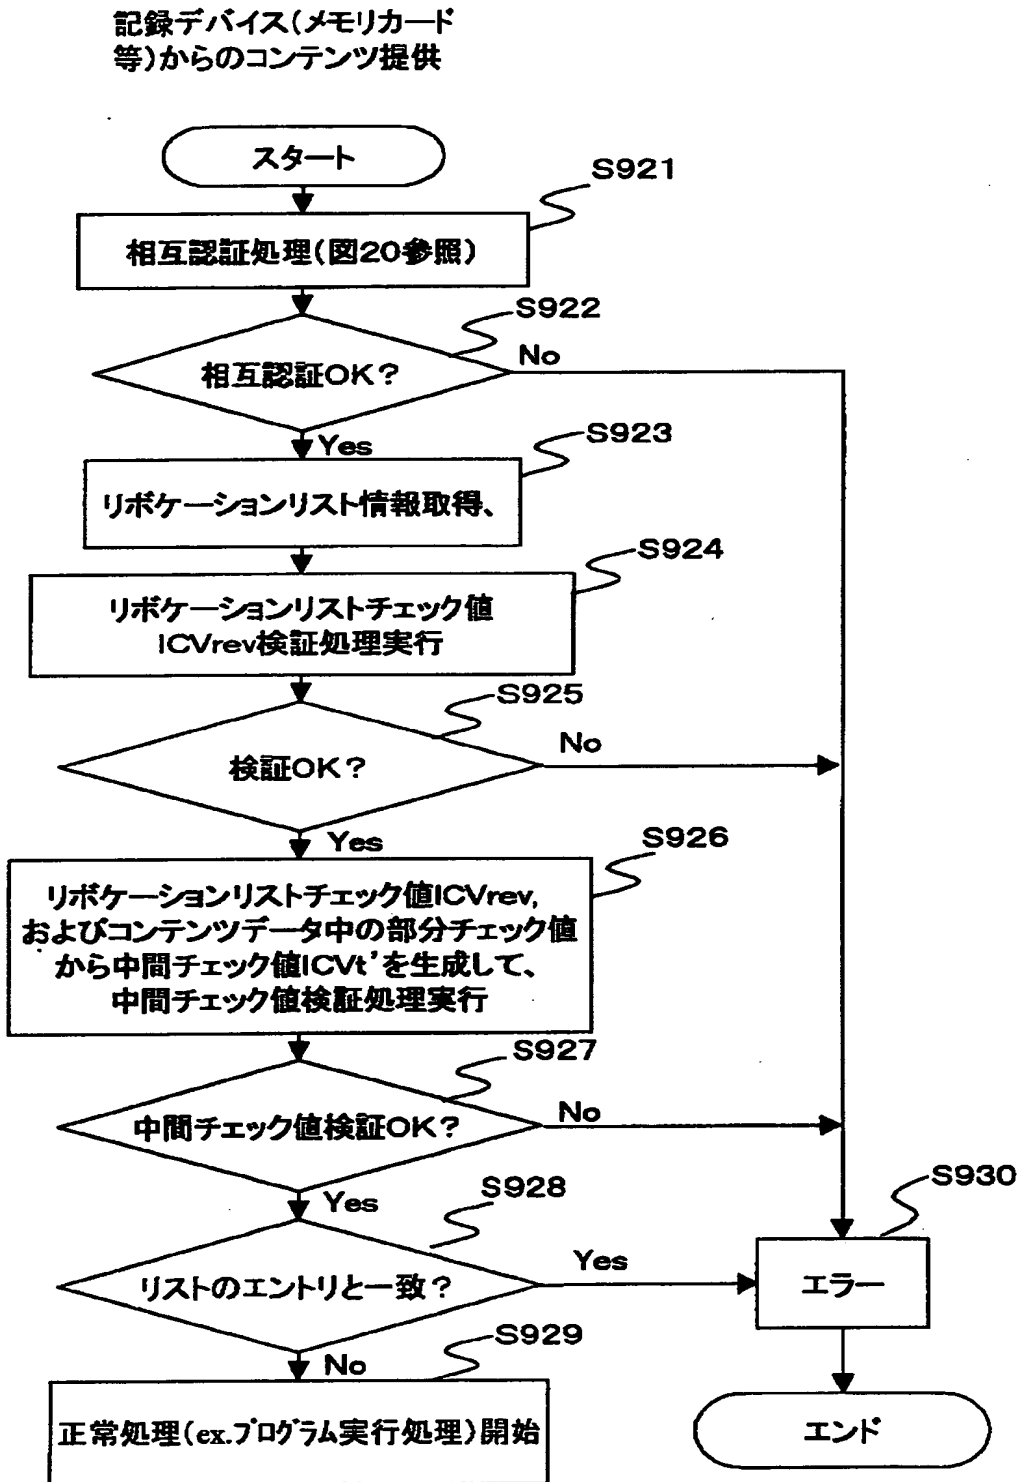 記録デバイス(メモリカード
等)からのコンテンツ提供
スタート
S921
相互認証処理(図20参照)
S922
相互認証OK?
No
Yes
S923
リボケーションリスト情報取得、
S924
リボケーションリストチェック値
ICVrev検証処理実行
S925
検証OK?
No
Yes
S926
リボケーションリストチェック値ICVrev,
およびコンテンツデータ中の部分チェック値
から中間チェック値ICVt'を生成して、
中間チェック値検証処理実行
S927
中間チェック値検証OK?
No
Yes
S928
リストのエントリと一致?
Yes
S930
エラー
No
S929
正常処理(ex.プログラム実行処理)開始
エンド